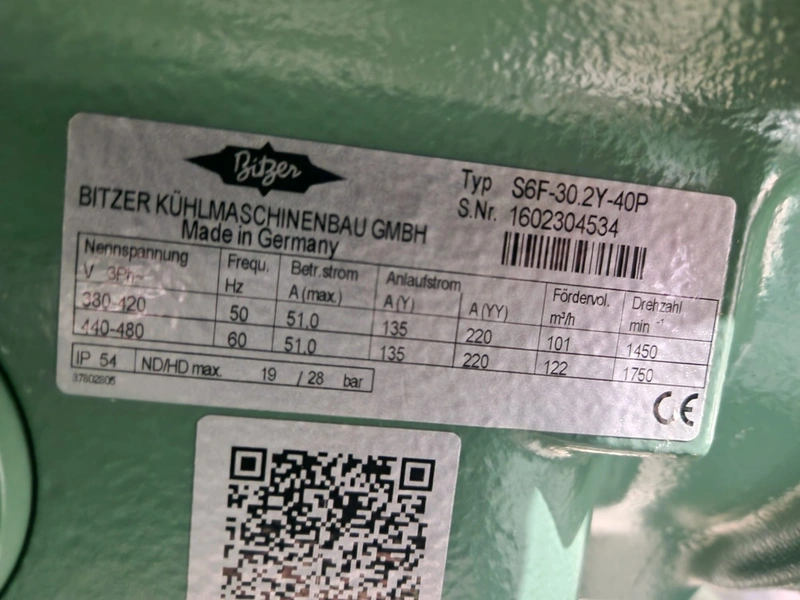 Bitzer
BITZER KÜHLMASCHINENBAU GMBH
Made in Germany
Typ S6F-30.2Y-40P
S.Nr. 1602304534
Nennspannung V 3Ph~ Frequ. Hz Betr.strom A (max.) Anlaufstrom A (Y) A (YY) Fördervol. m³/h Drehzahl min⁻¹
380-420 50 51.0 135 220 101 1450
440-480 60 51.0 135 220 122 1750
IP 54 ND/HD max. 19 / 28 bar
37802805
CE